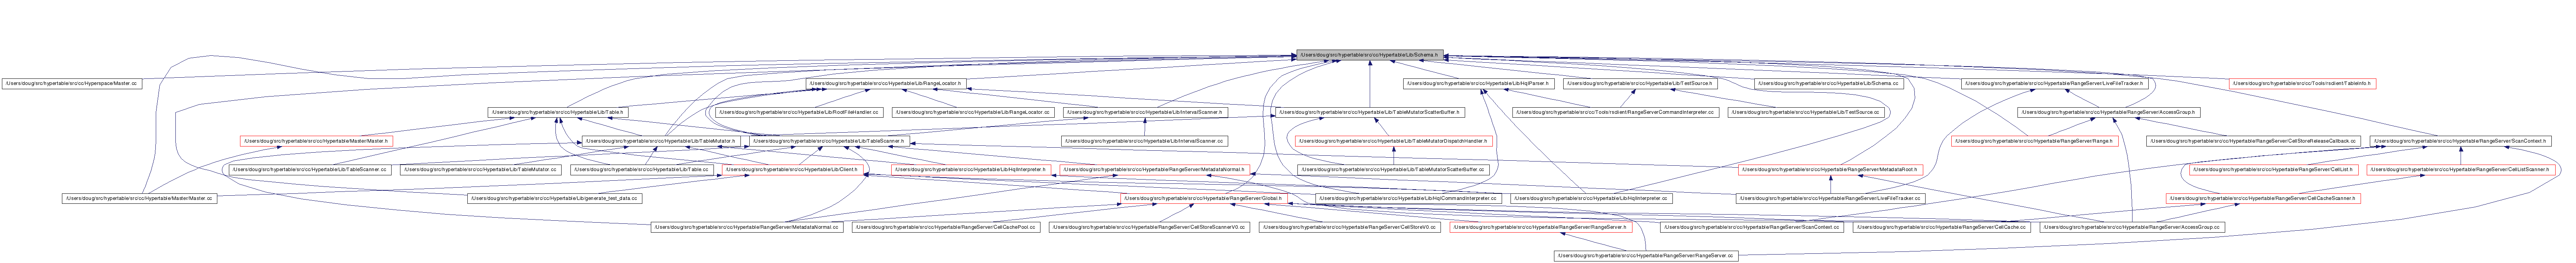 /Users/doug/src/hypertable/src/cc/Hypertable/Lib/Schema.h
/Users/doug/src/hypertable/src/cc/Hyperspace/Master.cc
/Users/doug/src/hypertable/src/cc/Hypertable/Lib/RangeLocator.h
/Users/doug/src/hypertable/src/cc/Hypertable/Lib/HqlParser.h
/Users/doug/src/hypertable/src/cc/Hypertable/Lib/TestSource.h
/Users/doug/src/hypertable/src/cc/Hypertable/Lib/Schema.cc
/Users/doug/src/hypertable/src/cc/Hypertable/RangeServer/LiveFileTracker.h
/Users/doug/src/hypertable/src/cc/Tools/rsclient/TableInfo.h
/Users/doug/src/hypertable/src/cc/Hypertable/Lib/Table.h
/Users/doug/src/hypertable/src/cc/Hypertable/Lib/RootFileHandler.cc
/Users/doug/src/hypertable/src/cc/Hypertable/Lib/RangeLocator.cc
/Users/doug/src/hypertable/src/cc/Hypertable/Lib/IntervalScanner.h
/Users/doug/src/hypertable/src/cc/Hypertable/Lib/TableMutatorScatterBuffer.h
/Users/doug/src/hypertable/src/cc/Tools/rsclient/RangeServerCommandInterpreter.cc
/Users/doug/src/hypertable/src/cc/Hypertable/Lib/TestSource.cc
/Users/doug/src/hypertable/src/cc/Hypertable/RangeServer/AccessGroup.h
/Users/doug/src/hypertable/src/cc/Hypertable/Master/Master.h
/Users/doug/src/hypertable/src/cc/Hypertable/Lib/TableMutator.h
/Users/doug/src/hypertable/src/cc/Hypertable/Lib/TableScanner.h
/Users/doug/src/hypertable/src/cc/Hypertable/Lib/IntervalScanner.cc
/Users/doug/src/hypertable/src/cc/Hypertable/Lib/TableMutatorDispatchHandler.h
/Users/doug/src/hypertable/src/cc/Hypertable/RangeServer/Range.h
/Users/doug/src/hypertable/src/cc/Hypertable/RangeServer/CellStoreReleaseCallback.cc
/Users/doug/src/hypertable/src/cc/Hypertable/RangeServer/ScanContext.h
/Users/doug/src/hypertable/src/cc/Hypertable/Lib/TableScanner.cc
/Users/doug/src/hypertable/src/cc/Hypertable/Lib/TableMutator.cc
/Users/doug/src/hypertable/src/cc/Hypertable/Lib/Table.cc
/Users/doug/src/hypertable/src/cc/Hypertable/Lib/Client.h
/Users/doug/src/hypertable/src/cc/Hypertable/Lib/HqlInterpreter.h
/Users/doug/src/hypertable/src/cc/Hypertable/RangeServer/MetadataNormal.h
/Users/doug/src/hypertable/src/cc/Hypertable/Lib/TableMutatorScatterBuffer.cc
/Users/doug/src/hypertable/src/cc/Hypertable/RangeServer/MetadataRoot.h
/Users/doug/src/hypertable/src/cc/Hypertable/RangeServer/CellList.h
/Users/doug/src/hypertable/src/cc/Hypertable/RangeServer/CellListScanner.h
/Users/doug/src/hypertable/src/cc/Hypertable/Master/Master.cc
/Users/doug/src/hypertable/src/cc/Hypertable/Lib/generate_test_data.cc
/Users/doug/src/hypertable/src/cc/Hypertable/RangeServer/Global.h
/Users/doug/src/hypertable/src/cc/Hypertable/Lib/HqlCommandInterpreter.cc
/Users/doug/src/hypertable/src/cc/Hypertable/Lib/HqlInterpreter.cc
/Users/doug/src/hypertable/src/cc/Hypertable/RangeServer/LiveFileTracker.cc
/Users/doug/src/hypertable/src/cc/Hypertable/RangeServer/CellCacheScanner.h
/Users/doug/src/hypertable/src/cc/Hypertable/RangeServer/MetadataNormal.cc
/Users/doug/src/hypertable/src/cc/Hypertable/RangeServer/CellCachePool.cc
/Users/doug/src/hypertable/src/cc/Hypertable/RangeServer/CellStoreScannerV0.cc
/Users/doug/src/hypertable/src/cc/Hypertable/RangeServer/CellStoreV0.cc
/Users/doug/src/hypertable/src/cc/Hypertable/RangeServer/RangeServer.h
/Users/doug/src/hypertable/src/cc/Hypertable/RangeServer/ScanContext.cc
/Users/doug/src/hypertable/src/cc/Hypertable/RangeServer/CellCache.cc
/Users/doug/src/hypertable/src/cc/Hypertable/RangeServer/AccessGroup.cc
/Users/doug/src/hypertable/src/cc/Hypertable/RangeServer/RangeServer.cc